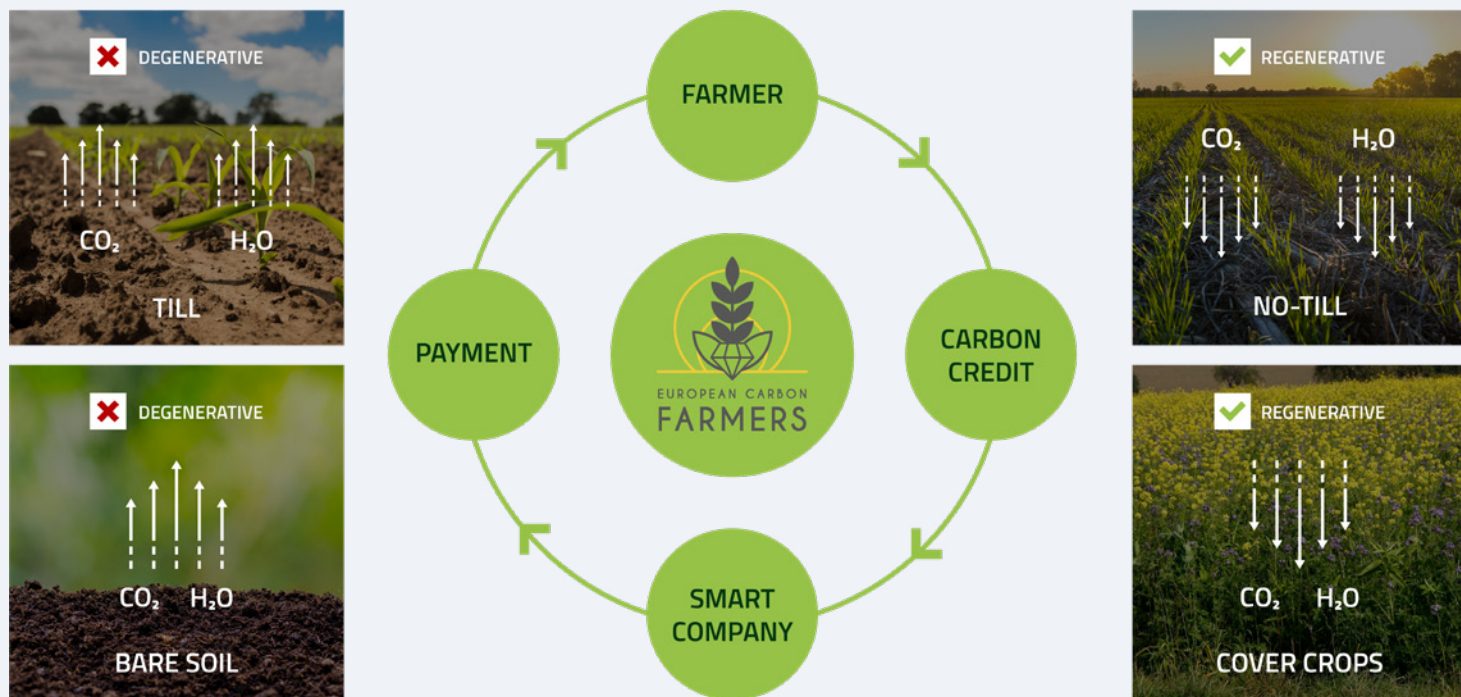 DEGENERATIVE
CO₂
H₂O
TILL
DEGENERATIVE
CO₂
H₂O
BARE SOIL
FARMER
PAYMENT
EUROPEAN CARBON
FARMERS
CARBON
CREDIT
SMART
COMPANY
REGENERATIVE
CO₂
H₂O
NO-TILL
REGENERATIVE
CO₂
H₂O
COVER CROPS